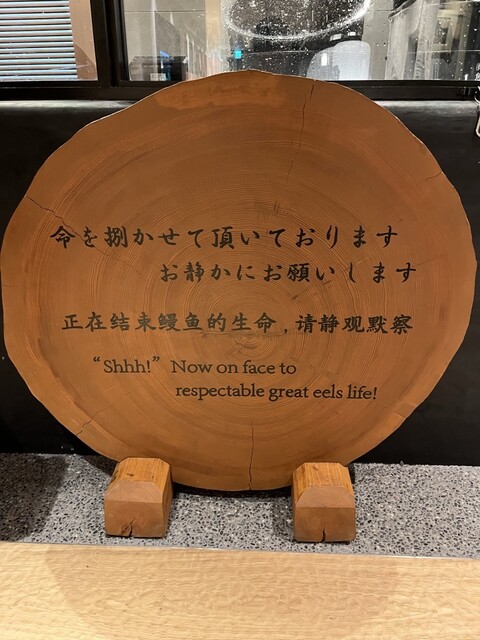 命を捌かせて頂いております
お静かにお願いします
正在结束鳗鱼的生命，请静观默察
“Shhh!” Now on face to
respectable great eels life!